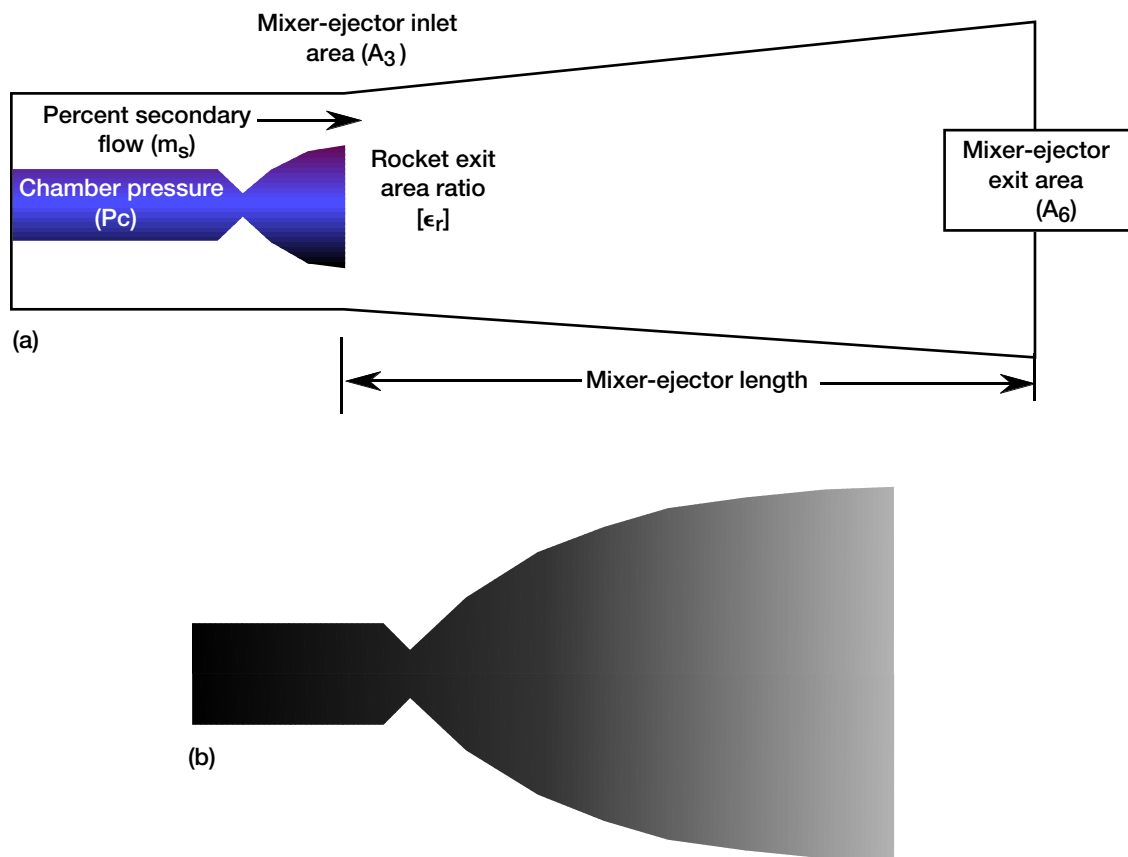 Mixer-ejector inlet
area (A3)
Percent secondary
flow (ms)
Chamber pressure
(Pc)
Rocket exit
area ratio
[ϵr]
Mixer-ejector
exit area
(A6)
(a)
Mixer-ejector length
(b)